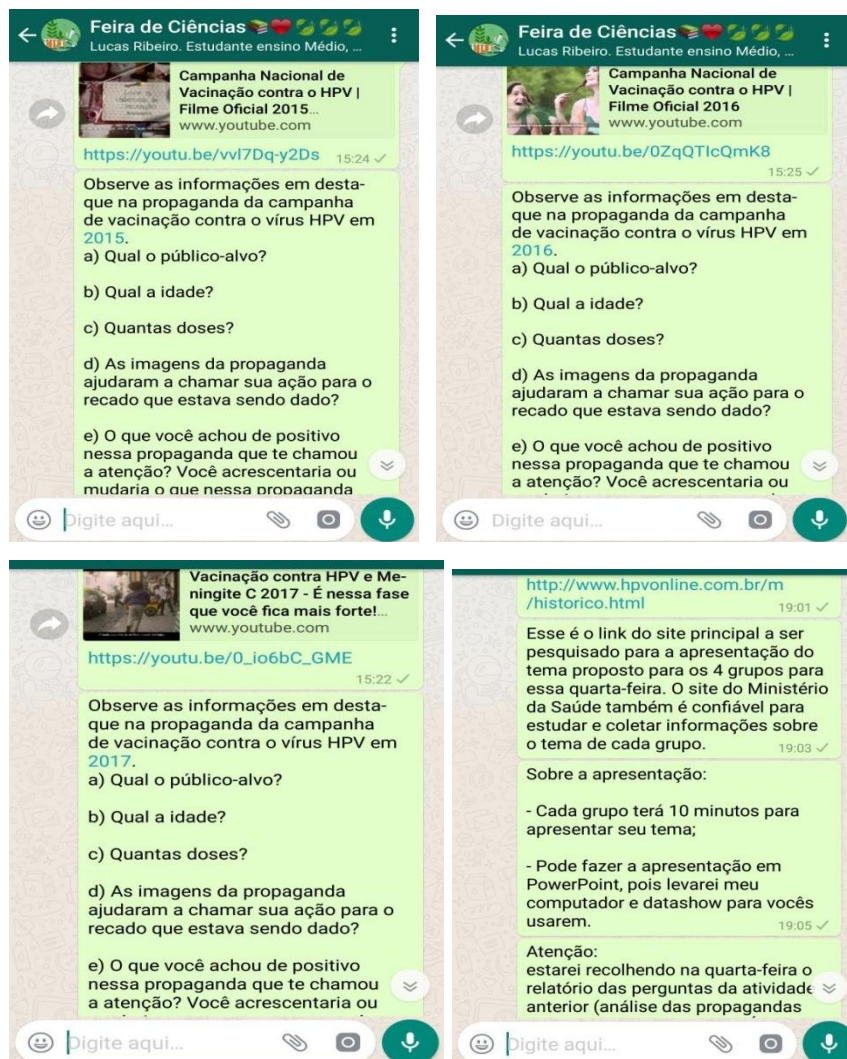 Feira de Ciências
Lucas Ribeiro. Estudante ensino Médio, ...
Campanha Nacional de
Vacinação contra o HPV |
Filme Oficial 2015...
www.youtube.com
https://youtu.be/vvl7Dq-y2Ds 15:24
Observe as informações em desta-
que na propaganda da campanha
de vacinação contra o vírus HPV em
2015.
a) Qual o público-alvo?
b) Qual a idade?
c) Quantas doses?
d) As imagens da propaganda
ajudaram a chamar sua ação para o
recado que estava sendo dado?
e) O que você achou de positivo
nessa propaganda que te chamou
a atenção? Você acrescentaria ou
mudaria o que nessa propaganda
Digite aqui...
Feira de Ciências
Lucas Ribeiro. Estudante ensino Médio, ...
Campanha Nacional de
Vacinação contra o HPV |
Filme Oficial 2016
www.youtube.com
https://youtu.be/0ZqQTIcQmK8
15:25
Observe as informações em desta-
que na propaganda da campanha
de vacinação contra o vírus HPV em
2016.
a) Qual o público-alvo?
b) Qual a idade?
c) Quantas doses?
d) As imagens da propaganda
ajudaram a chamar sua ação para o
recado que estava sendo dado?
e) O que você achou de positivo
nessa propaganda que te chamou
a atenção? Você acrescentaria ou
Digite aqui...
Vacinação contra HPV e Me-
ningite C 2017 - É nessa fase
que você fica mais forte!...
www.youtube.com
https://youtu.be/0_io6bC_GME
15:22
Observe as informações em desta-
que na propaganda da campanha
de vacinação contra o vírus HPV em
2017.
a) Qual o público-alvo?
b) Qual a idade?
c) Quantas doses?
d) As imagens da propaganda
ajudaram a chamar sua ação para o
recado que estava sendo dado?
e) O que você achou de positivo
nessa propaganda que te chamou
a atenção? Você acrescentaria ou
Digite aqui...
http://www.hpvonline.com.br/m
/historico.html 19:01
Esse é o link do site principal a ser
pesquisado para a apresentação do
tema proposto para os 4 grupos para
essa quarta-feira. O site do Ministério
da Saúde também é confiável para
estudar e coletar informações sobre
o tema de cada grupo. 19:03
Sobre a apresentação:
- Cada grupo terá 10 minutos para
apresentar seu tema;
- Pode fazer a apresentação em
PowerPoint, pois levarei meu
computador e datashow para vocês
usarem. 19:05
Atenção:
estarei recolhendo na quarta-feira o
relatório das perguntas da atividade
anterior (análise das propagandas
Digite aqui...